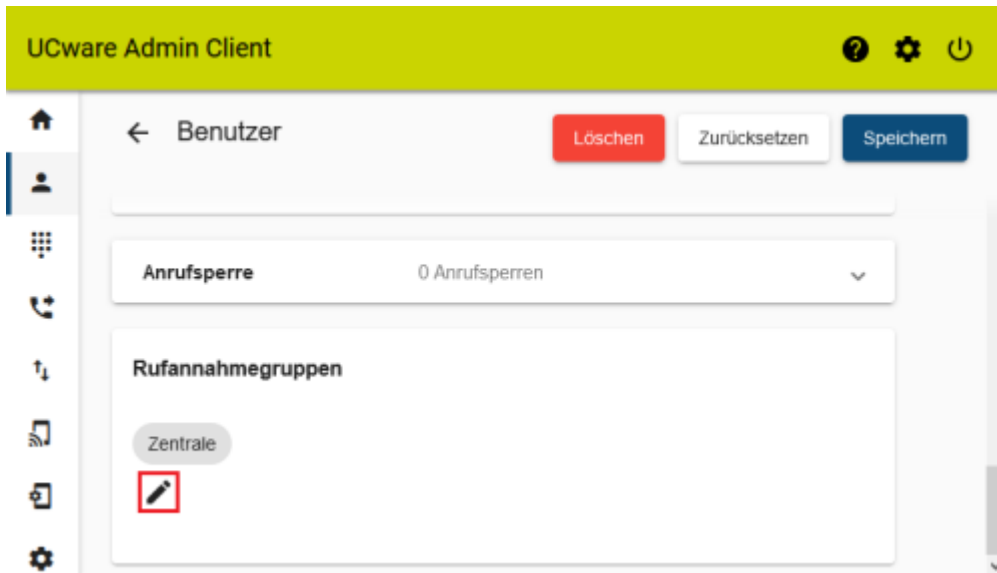 UCware Admin Client
Benutzer
Löschen
Zurücksetzen
Speichern
Anrufsperre
0 Anrufsperren
Rufannahmegruppen
Zentrale